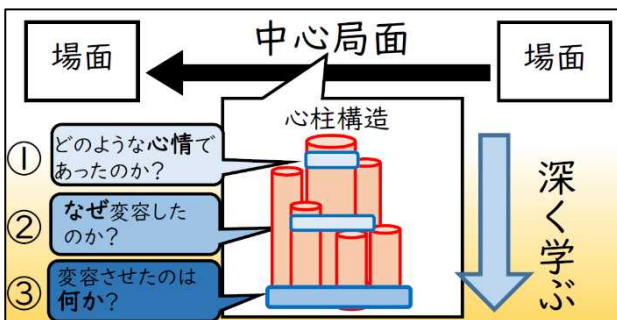 中心局面
場面
場面
心柱構造
①
どのような心情で
あったのか?
②
なぜ変容した
のか?
③
変容させたのは
何か?
深く学ぶ